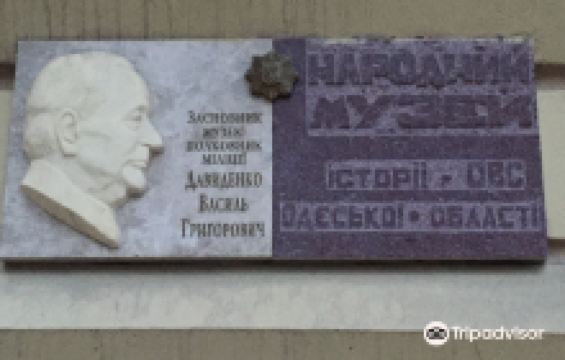 Засновник
музею
полковник
міліції
Давиденко
Василь
Григорович
НАРОДНИЙ
МУЗЕЙ
ІСТОРІЇ • ОВС
ОДЕСЬКОЇ • ОБЛАСТІ
Tripadvisor